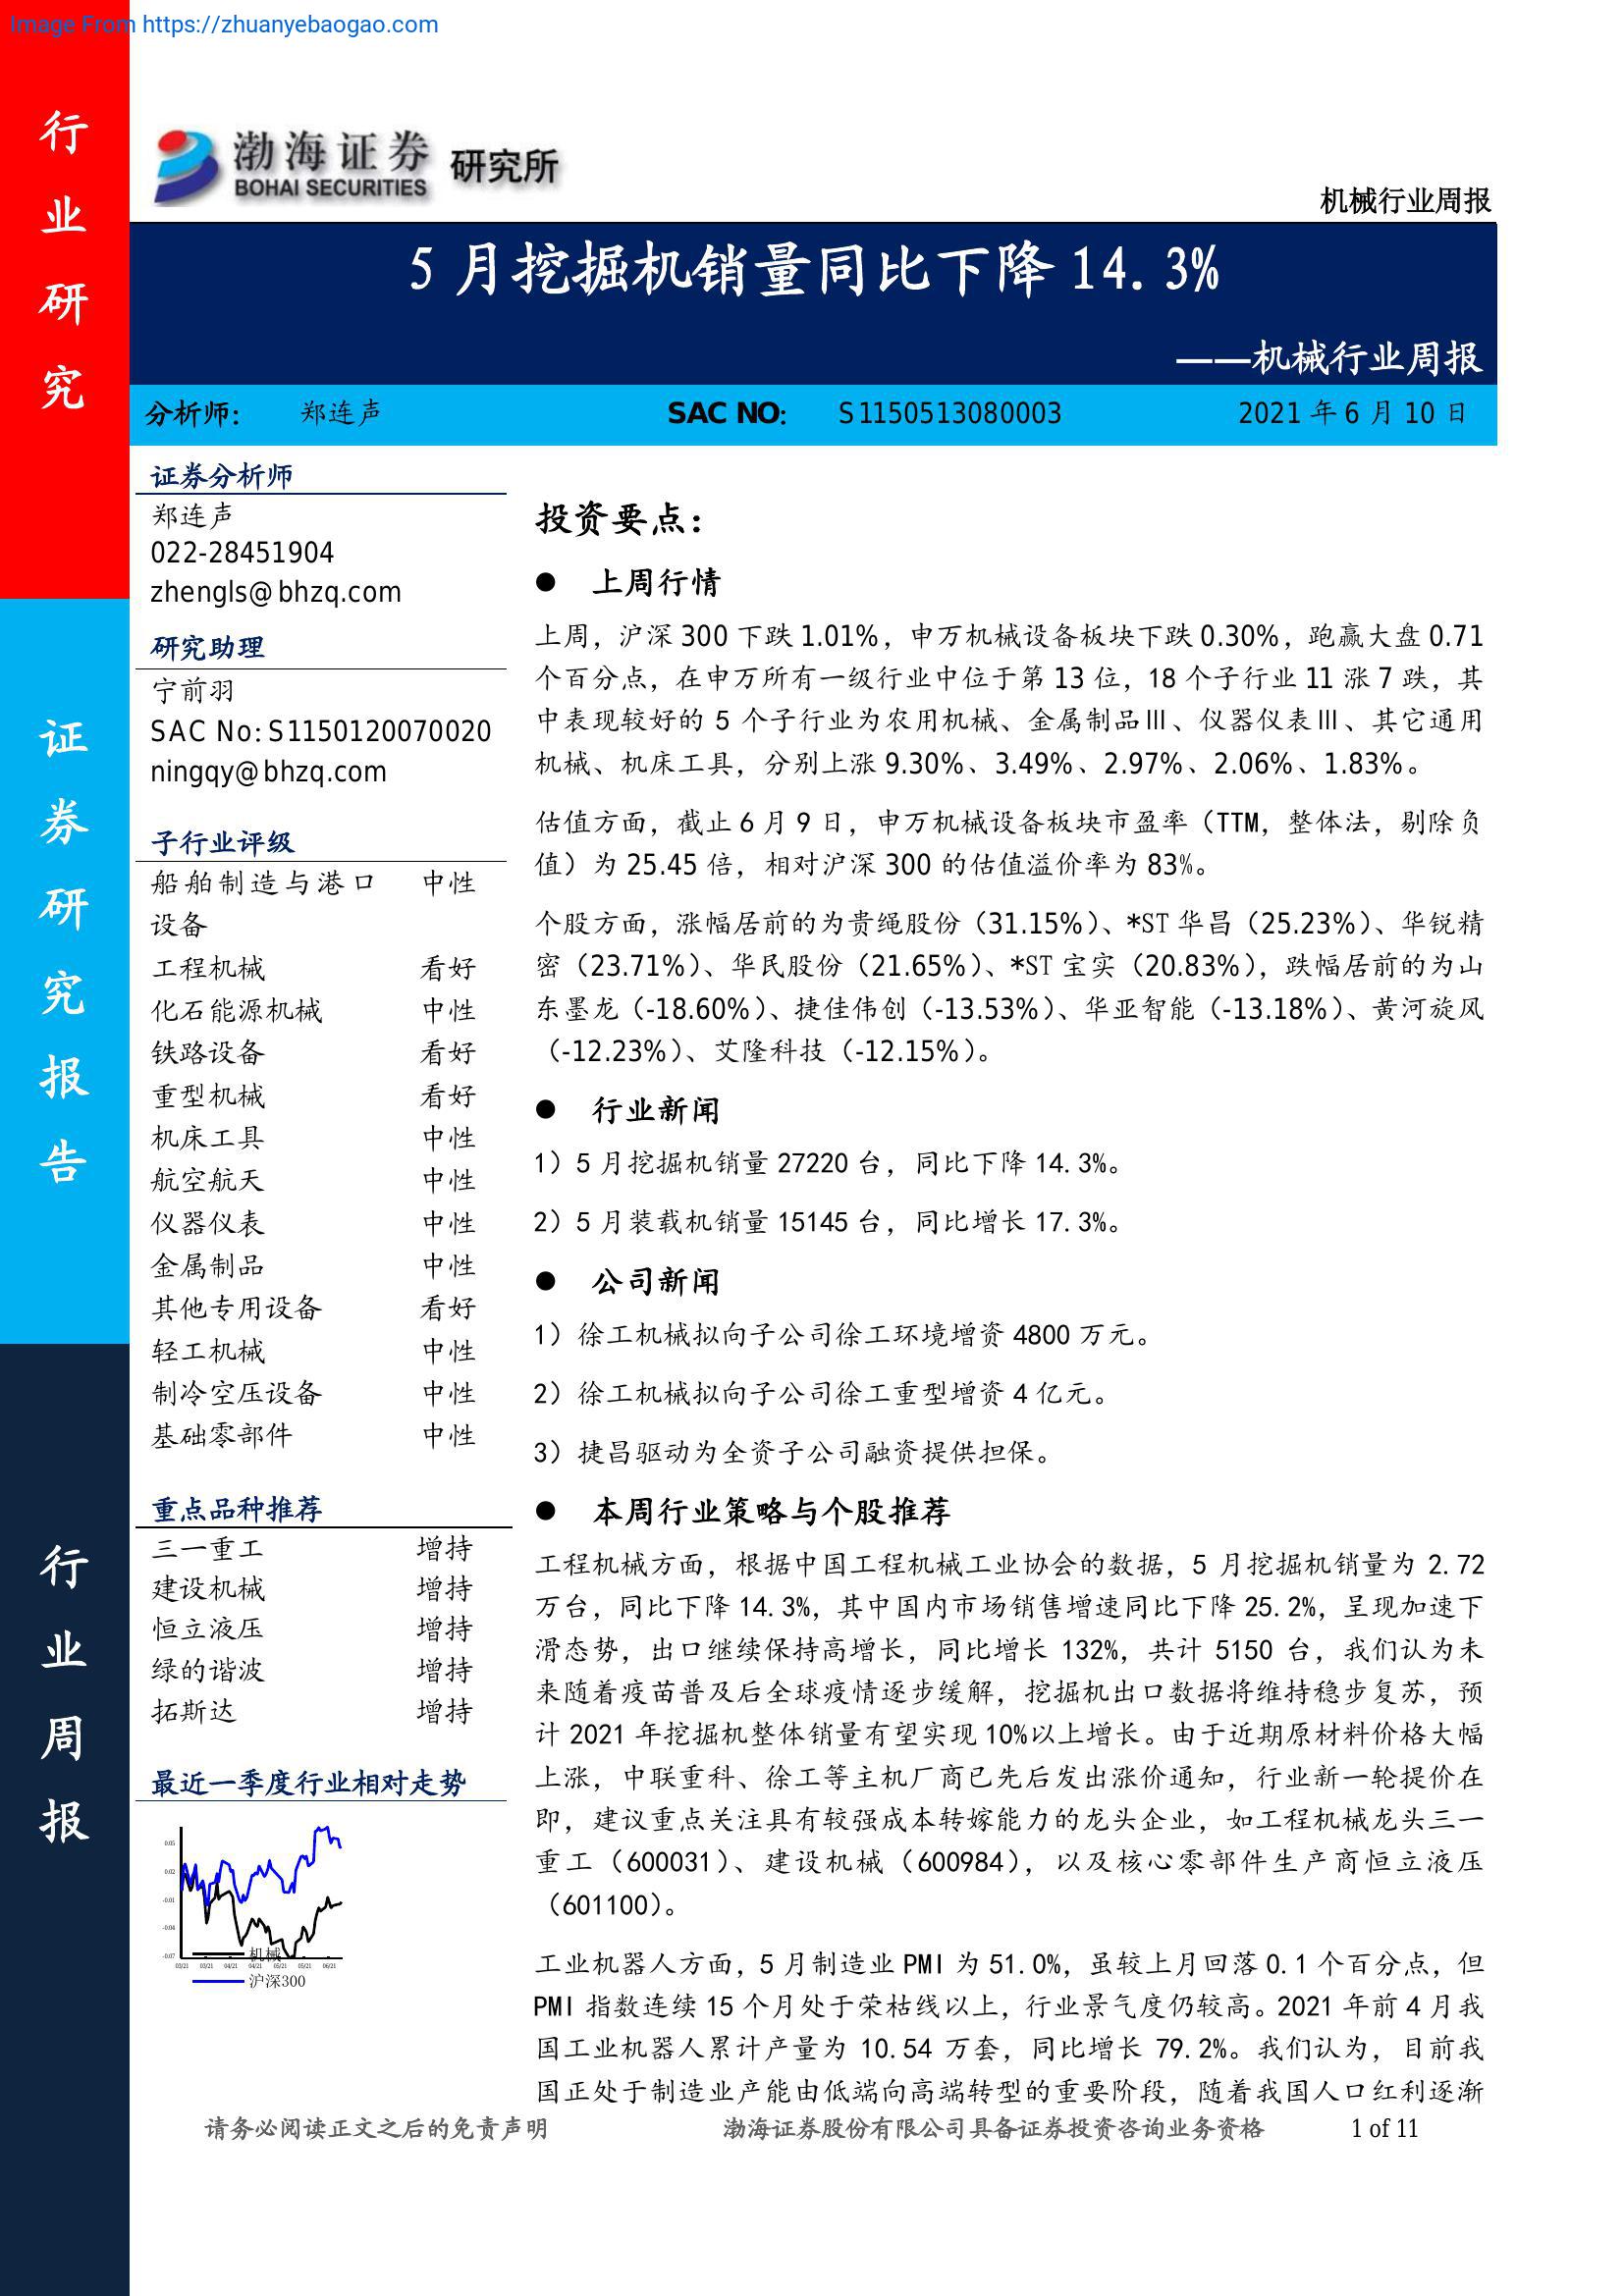 Image From https://zhuanyebaogao.com
行业研究
证券研究报告
行业周报
渤海证券 研究所
BOHAI SECURITIES
机械行业周报
5 月挖掘机销量同比下降 14.3%
——机械行业周报
分析师： 郑连声 SAC NO： S1150513080003 2021 年 6 月 10 日
证券分析师
郑连声
022-28451904
zhengls@bhzq.com
研究助理
宁前羽
SAC No:S1150120070020
ningqy@bhzq.com
子行业评级
船舶制造与港口 中性
设备
工程机械 看好
化石能源机械 中性
铁路设备 看好
重型机械 看好
机床工具 中性
航空航天 中性
仪器仪表 中性
金属制品 中性
其他专用设备 看好
轻工机械 中性
制冷空压设备 中性
基础零部件 中性
重点品种推荐
三一重工 增持
建设机械 增持
恒立液压 增持
绿的谐波 增持
拓斯达 增持
最近一季度行业相对走势
0.05
0.02
-0.01
-0.04
-0.07
03/21 03/21 04/21 04/21 05/21 05/21 06/21
机械
沪深300
投资要点：
● 上周行情
上周，沪深 300 下跌 1.01%，申万机械设备板块下跌 0.30%，跑赢大盘 0.71
个百分点，在申万所有一级行业中位于第 13 位，18 个子行业 11 涨 7 跌，其
中表现较好的 5 个子行业为农用机械、金属制品Ⅲ、仪器仪表Ⅲ、其它通用
机械、机床工具，分别上涨 9.30%、3.49%、2.97%、2.06%、1.83%。
估值方面，截止 6 月 9 日，申万机械设备板块市盈率（TTM，整体法，剔除负
值）为 25.45 倍，相对沪深 300 的估值溢价率为 83%。
个股方面，涨幅居前的为贵绳股份（31.15%）、*ST 华昌（25.23%）、华锐精
密（23.71%）、华民股份（21.65%）、*ST 宝实（20.83%），跌幅居前的为山
东墨龙（-18.60%）、捷佳伟创（-13.53%）、华亚智能（-13.18%）、黄河旋风
（-12.23%）、艾隆科技（-12.15%）。
● 行业新闻
1）5 月挖掘机销量 27220 台，同比下降 14.3%。
2）5 月装载机销量 15145 台，同比增长 17.3%。
● 公司新闻
1）徐工机械拟向子公司徐工环境增资 4800 万元。
2）徐工机械拟向子公司徐工重型增资 4 亿元。
3）捷昌驱动为全资子公司融资提供担保。
● 本周行业策略与个股推荐
工程机械方面，根据中国工程机械工业协会的数据，5 月挖掘机销量为 2.72
万台，同比下降 14.3%，其中国内市场销售增速同比下降 25.2%，呈现加速下
滑态势，出口继续保持高增长，同比增长 132%，共计 5150 台，我们认为未
来随着疫苗普及后全球疫情逐步缓解，挖掘机出口数据将维持稳步复苏，预
计 2021 年挖掘机整体销量有望实现 10%以上增长。由于近期原材料价格大幅
上涨，中联重科、徐工等主机厂商已先后发出涨价通知，行业新一轮提价在
即，建议重点关注具有较强成本转嫁能力的龙头企业，如工程机械龙头三一
重工（600031）、建设机械（600984），以及核心零部件生产商恒立液压
（601100）。
工业机器人方面，5 月制造业 PMI 为 51.0%，虽较上月回落 0.1 个百分点，但
PMI 指数连续 15 个月处于荣枯线以上，行业景气度仍较高。2021 年前 4 月我
国工业机器人累计产量为 10.54 万套，同比增长 79.2%。我们认为，目前我
国正处于制造业产能由低端向高端转型的重要阶段，随着我国人口红利逐渐
请务必阅读正文之后的免责声明 渤海证券股份有限公司具备证券投资咨询业务资格 1 of 11